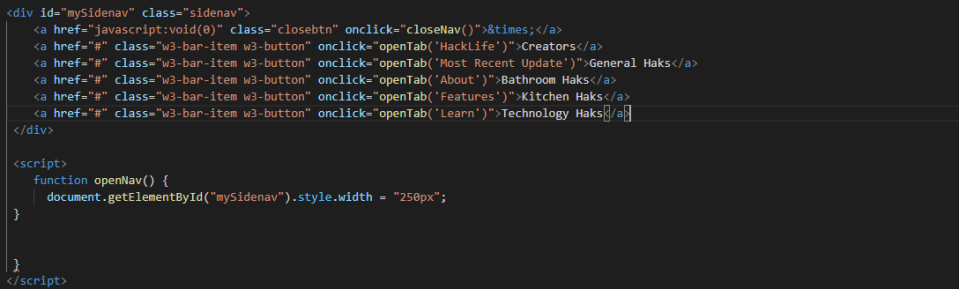 <div id="mySidenav" class="sidenav">
    <a href="javascript:void(0)" class="closebtn" onclick="closeNav()">&times;</a>
    <a href="#" class="w3-bar-item w3-button" onclick="openTab('HackLife')">Creators</a>
    <a href="#" class="w3-bar-item w3-button" onclick="openTab('Most Recent Update')">General Haks</a>
    <a href="#" class="w3-bar-item w3-button" onclick="openTab('About')">Bathroom Haks</a>
    <a href="#" class="w3-bar-item w3-button" onclick="openTab('Features')">Kitchen Haks</a>
    <a href="#" class="w3-bar-item w3-button" onclick="openTab('Learn')">Technology Haks</a>
 </div>

 <script>
    function openNav() {
      document.getElementById("mySidenav").style.width = "250px";
 }


 }
</script>